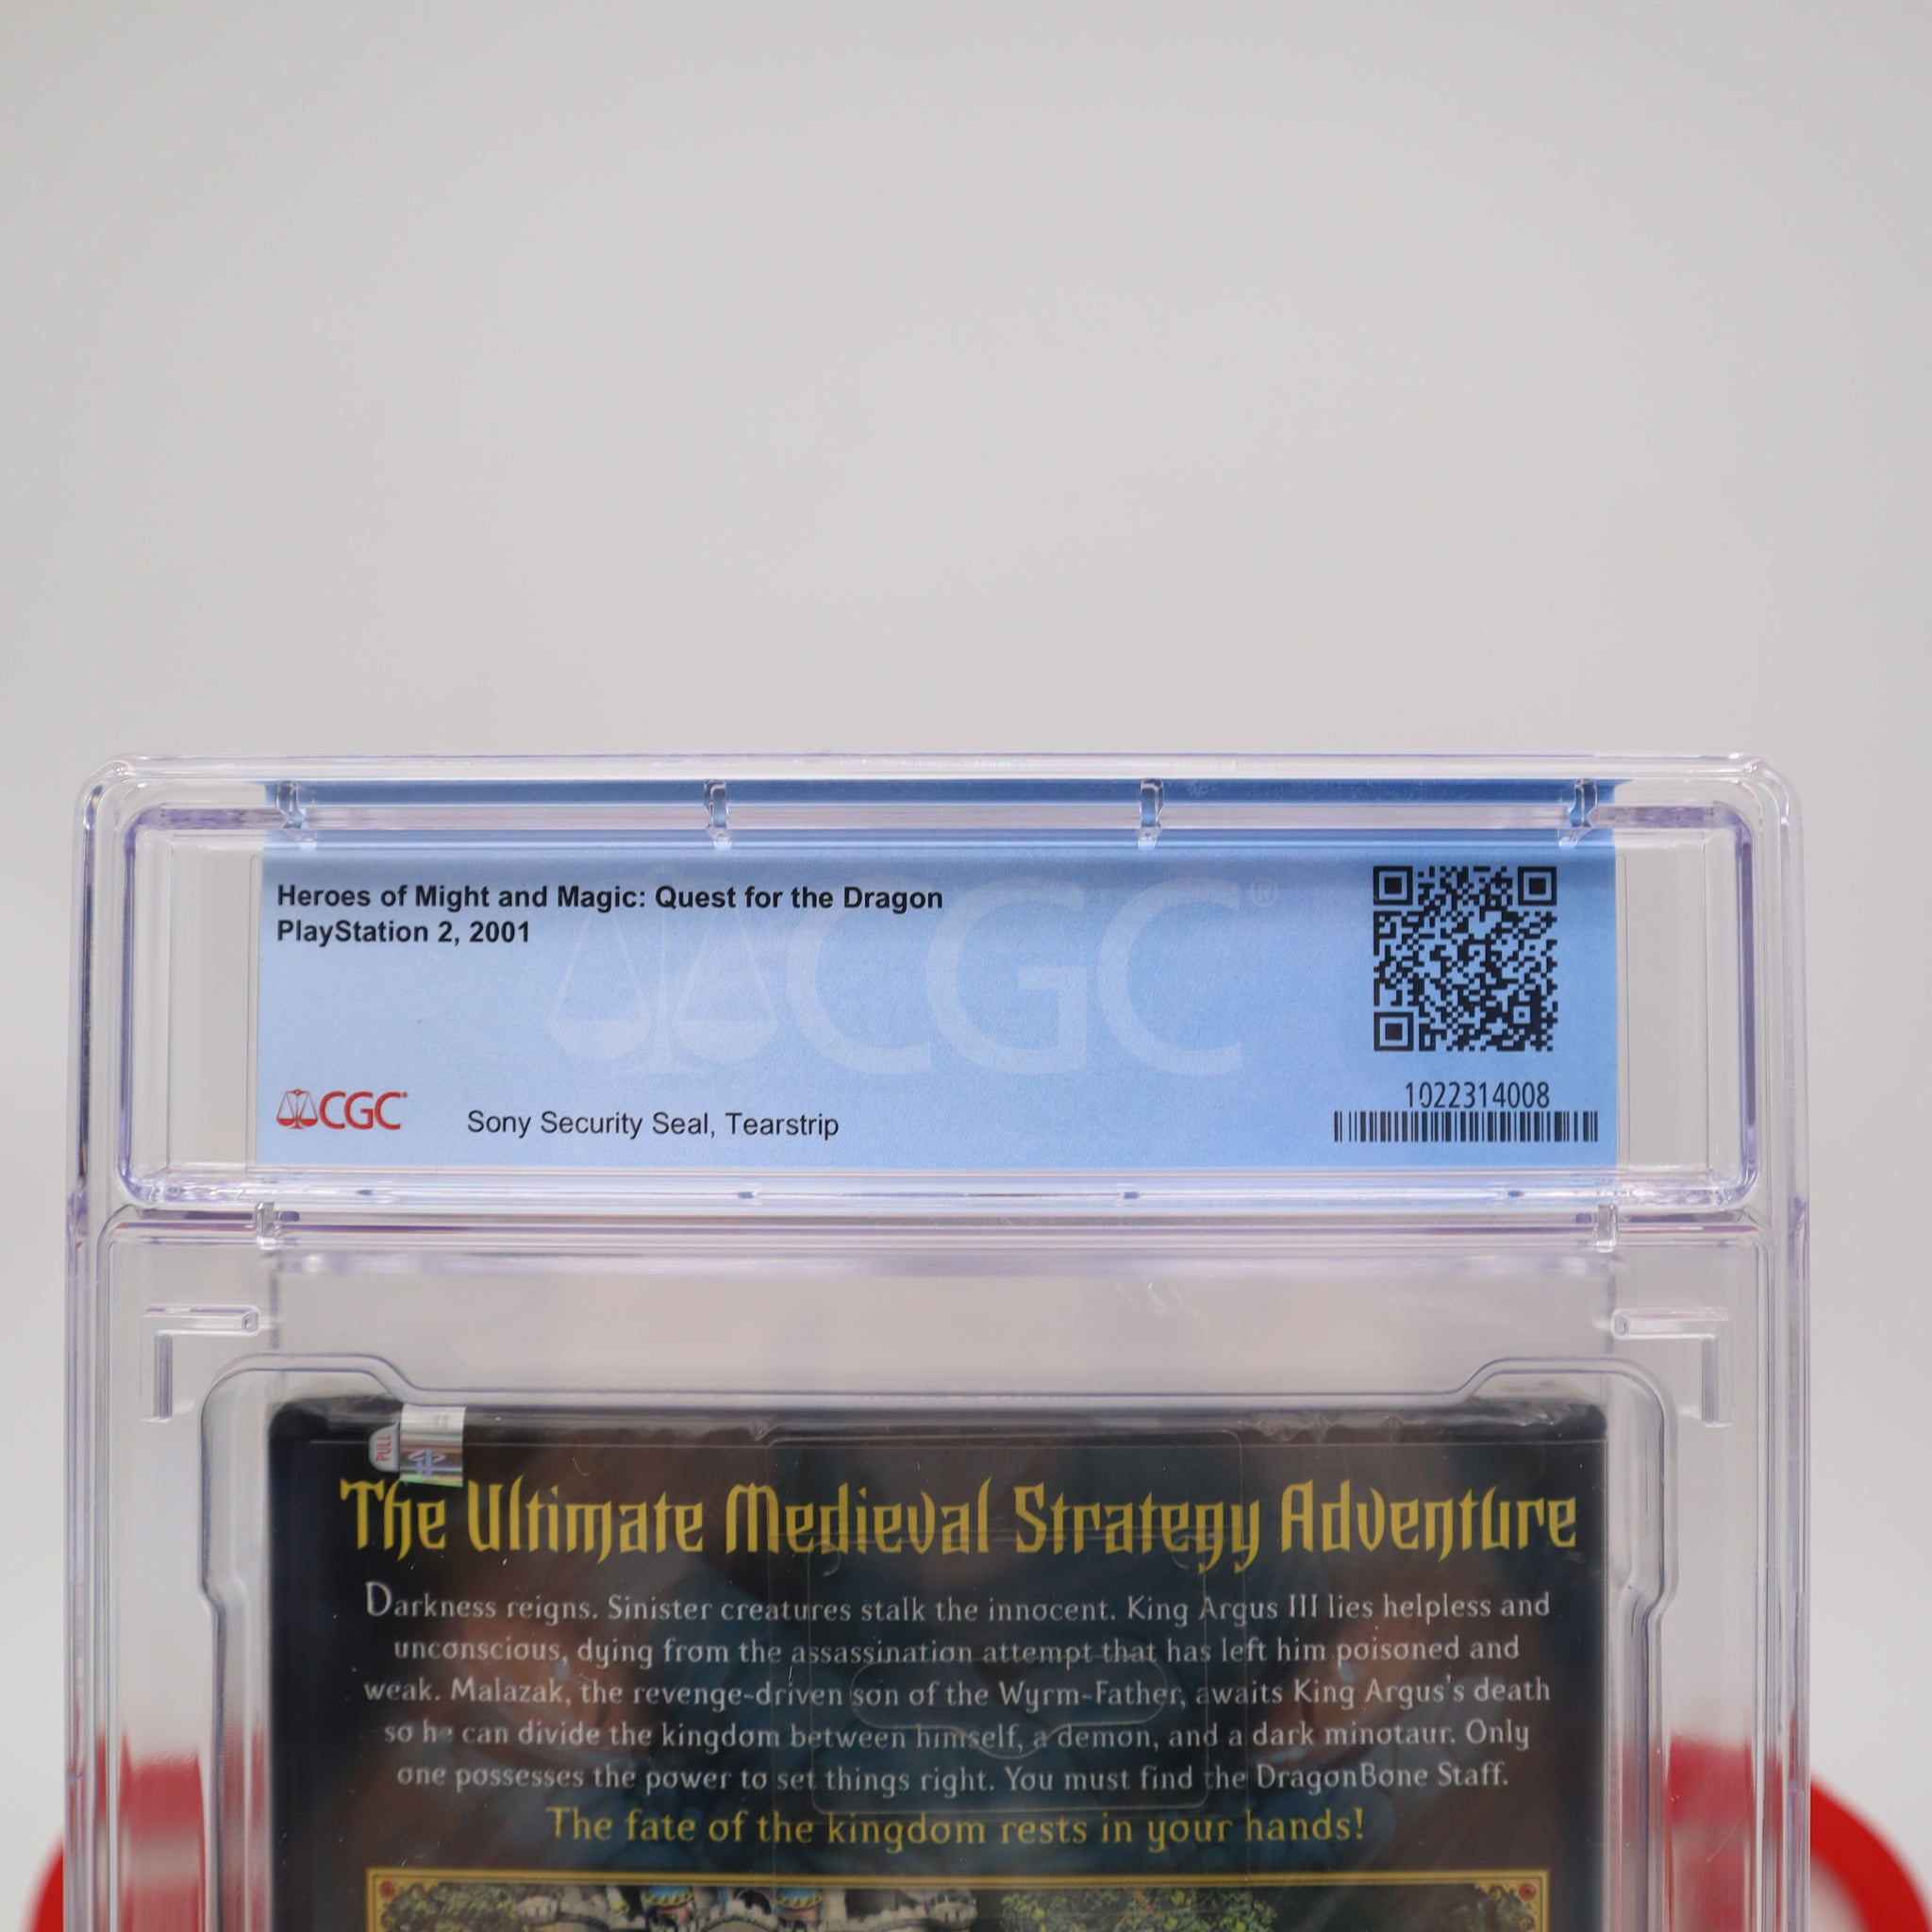 Heroes of Might and Magic: Quest for the Dragon
PlayStation 2, 2001
CGC®
1022314008
CGC
Sony Security Seal, Tearstrip
PULL
The Ultimate Medieval Strategy Adventure
Darkness reigns. Sinister creatures stalk the innocent. King Argus III lies helpless and
unconscious, dying from the assassination attempt that has left him poisoned and
weak. Malazak, the revenge-driven son of the Wyrm-Father, awaits King Argus's death
so he can divide the kingdom between himself, a demon, and a dark minotaur. Only
one possesses the power to set things right. You must find the DragonBone Staff.
The fate of the kingdom rests in your hands!